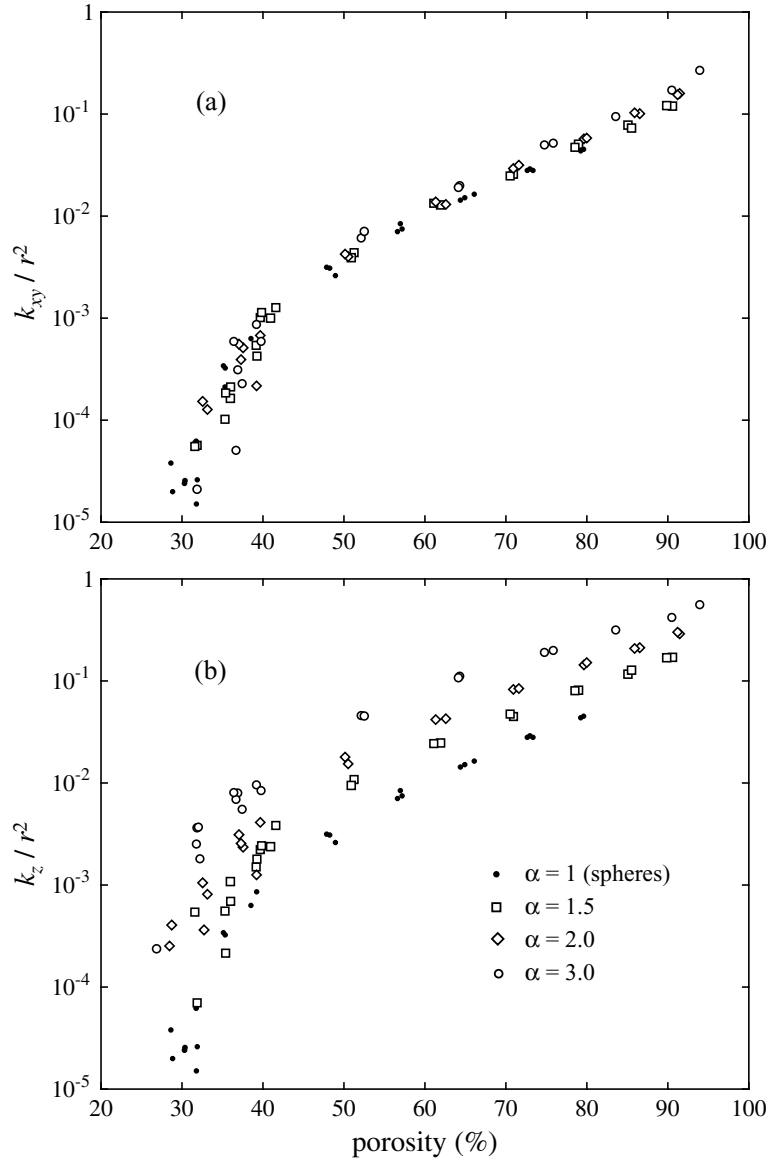 1
(a)
10⁻¹
10⁻²
k_xy / r²
10⁻³
10⁻⁴
10⁻⁵
20 30 40 50 60 70 80 90 100
1
(b)
10⁻¹
10⁻²
k_z / r²
10⁻³
α = 1 (spheres)
α = 1.5
α = 2.0
α = 3.0
10⁻⁴
10⁻⁵
20 30 40 50 60 70 80 90 100
porosity (%)